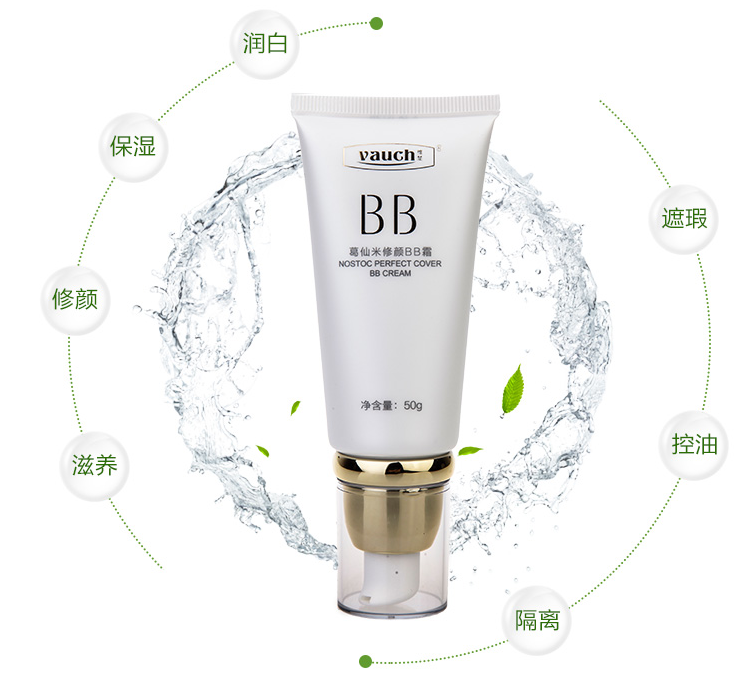 润白
保湿
修颜
滋养
遮瑕
控油
隔离
vauch
BB
葛仙米修颜BB霜
NOSTOC PERFECT COVER
BB CREAM
净含量：50g